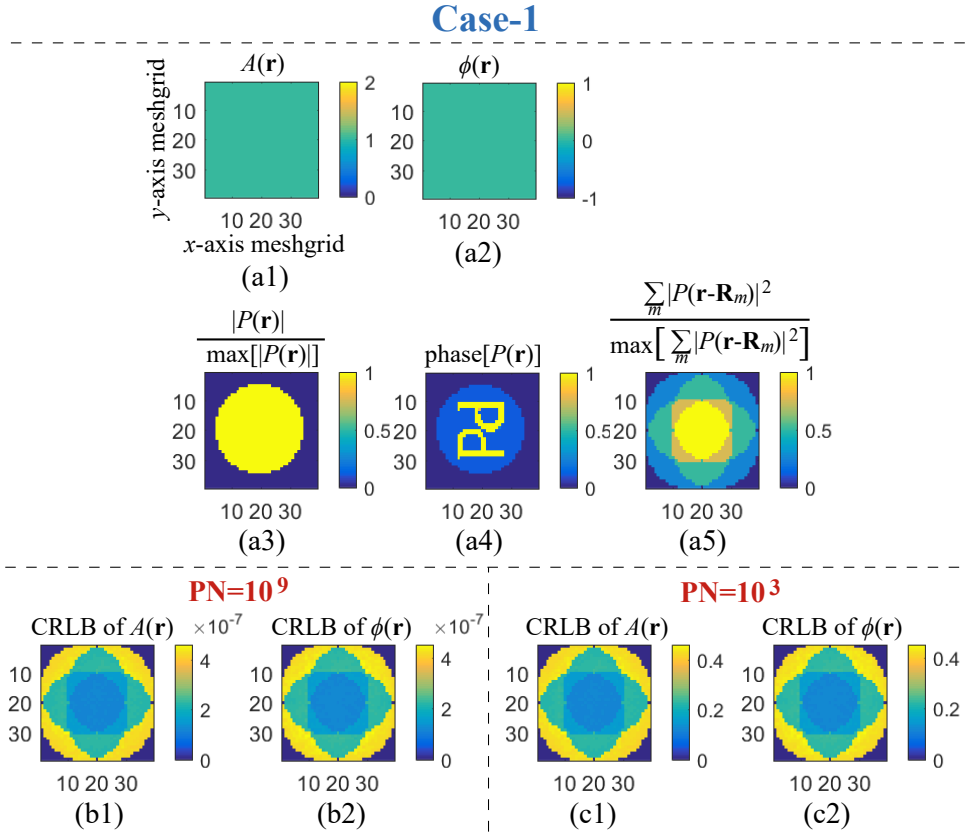 Case-1
A(r)
ϕ(r)
y-axis meshgrid
10
20
30
10 20 30
2
1
0
10
20
30
10 20 30
1
0
-1
x-axis meshgrid
(a1)
(a2)
|P(r)|
max[|P(r)|]
phase[P(r)]
∑m|P(r-Rm)|²
max[∑m|P(r-Rm)|²]
10
20
30
10 20 30
1
0.5
0
10
20
30
10 20 30
1
0.5
0
Pd
10
20
30
10 20 30
1
0.5
0
(a3)
(a4)
(a5)
PN=10⁹
PN=10³
CRLB of A(r)
×10⁻⁷
CRLB of ϕ(r)
×10⁻⁷
CRLB of A(r)
CRLB of ϕ(r)
10
20
30
10 20 30
4
2
0
10
20
30
10 20 30
4
2
0
10
20
30
10 20 30
0.4
0.2
0
10
20
30
10 20 30
0.4
0.2
0
(b1)
(b2)
(c1)
(c2)